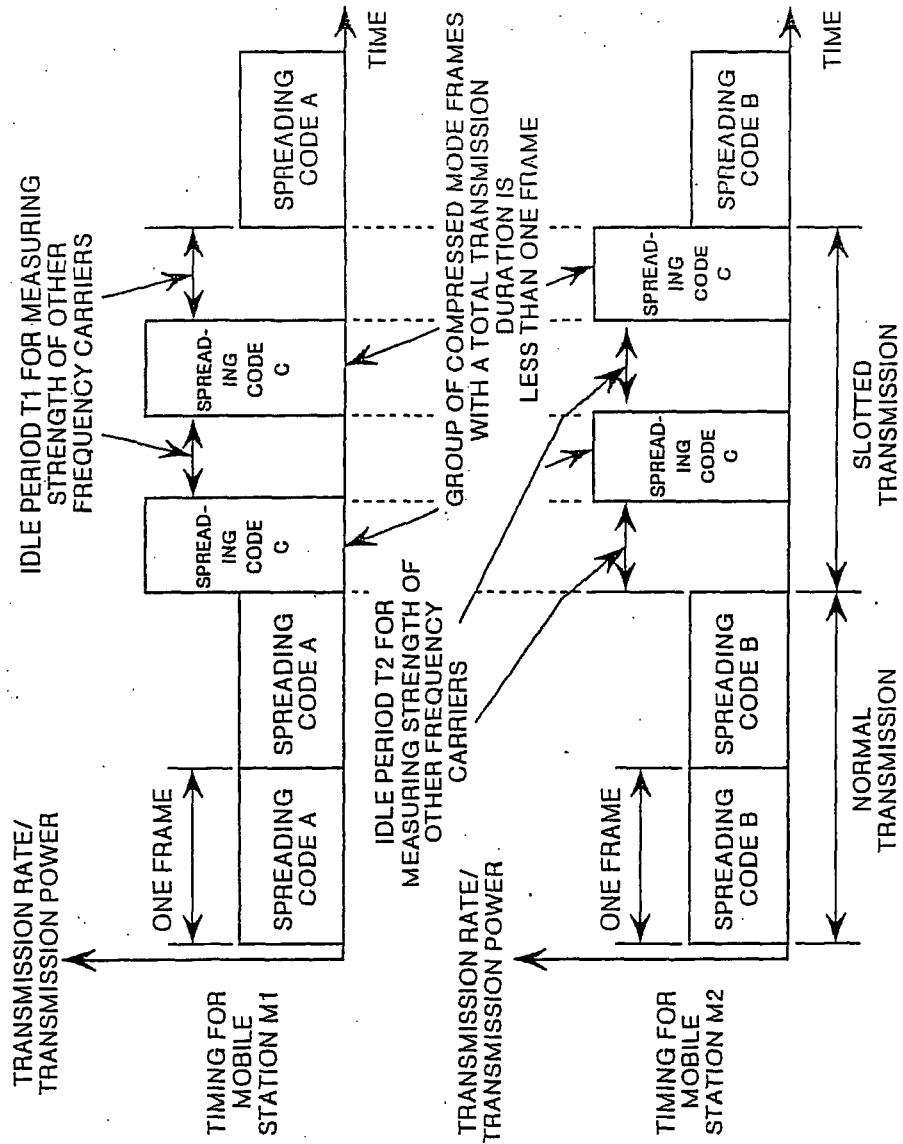 TRANSMISSION RATE/
TRANSMISSION POWER
IDLE PERIOD T1 FOR MEASURING
STRENGTH OF OTHER
FREQUENCY CARRIERS
TIMING FOR
MOBILE
STATION M1
ONE FRAME
SPREADING
CODE A
SPREADING
CODE A
SPREAD-
ING
CODE
C
SPREAD-
ING
CODE
C
SPREADING
CODE A
TIME
IDLE PERIOD T2 FOR
MEASURING STRENGTH OF
OTHER FREQUENCY
CARRIERS
GROUP OF COMPRESSED MODE FRAMES
WITH A TOTAL TRANSMISSION
DURATION IS
LESS THAN ONE FRAME
TRANSMISSION RATE/
TRANSMISSION POWER
TIMING FOR
MOBILE
STATION M2
ONE FRAME
SPREADING
CODE B
SPREADING
CODE B
SPREAD-
ING
CODE
C
SPREAD-
ING
CODE
C
SPREADING
CODE B
TIME
NORMAL
TRANSMISSION
SLOTTED
TRANSMISSION